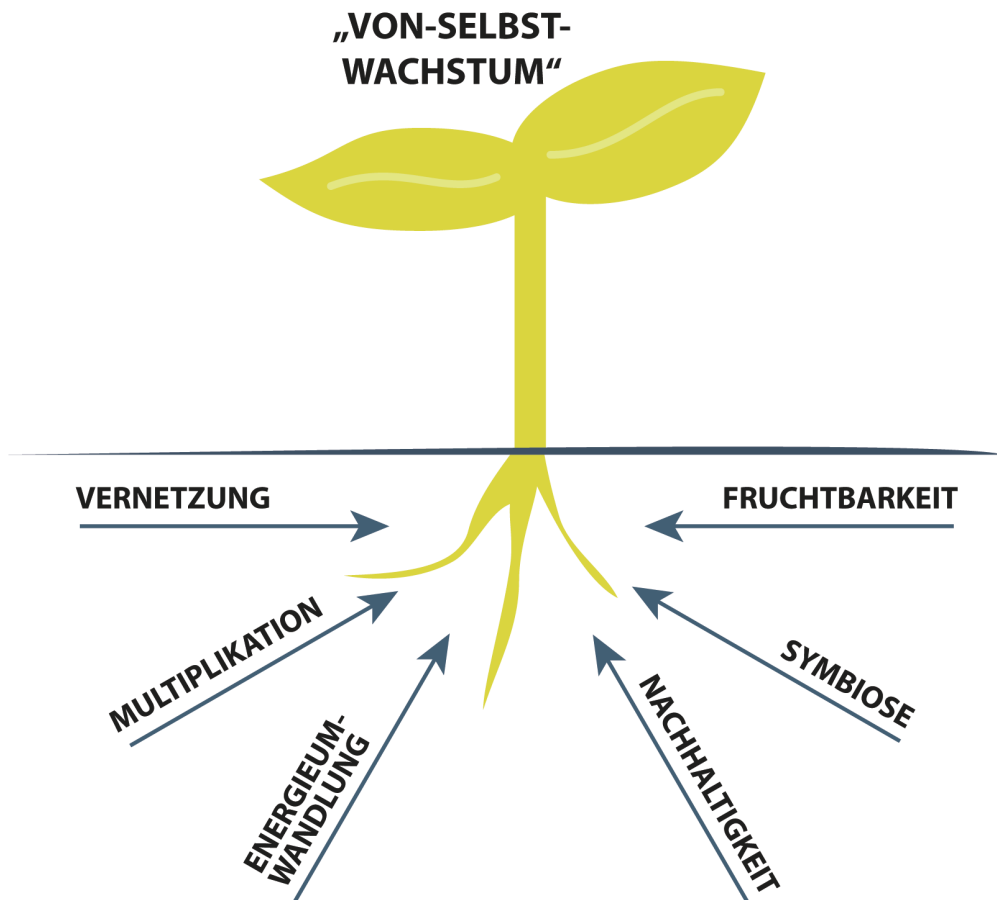 „VON-SELBST-
WACHSTUM“
VERNETZUNG
FRUCHTBARKEIT
MULTIPLIKATION
SYMBIOSE
ENERGIEUM-
WANDLUNG
NACHHALTIGKEIT